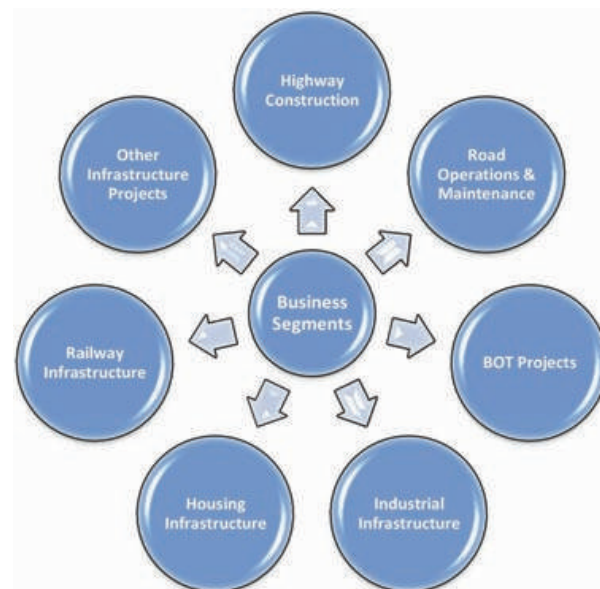 Highway
Construction
Road
Operations &
Maintenance
BOT Projects
Industrial
Infrastructure
Housing
Infrastructure
Railway
Infrastructure
Other
Infrastructure
Projects
Business
Segments